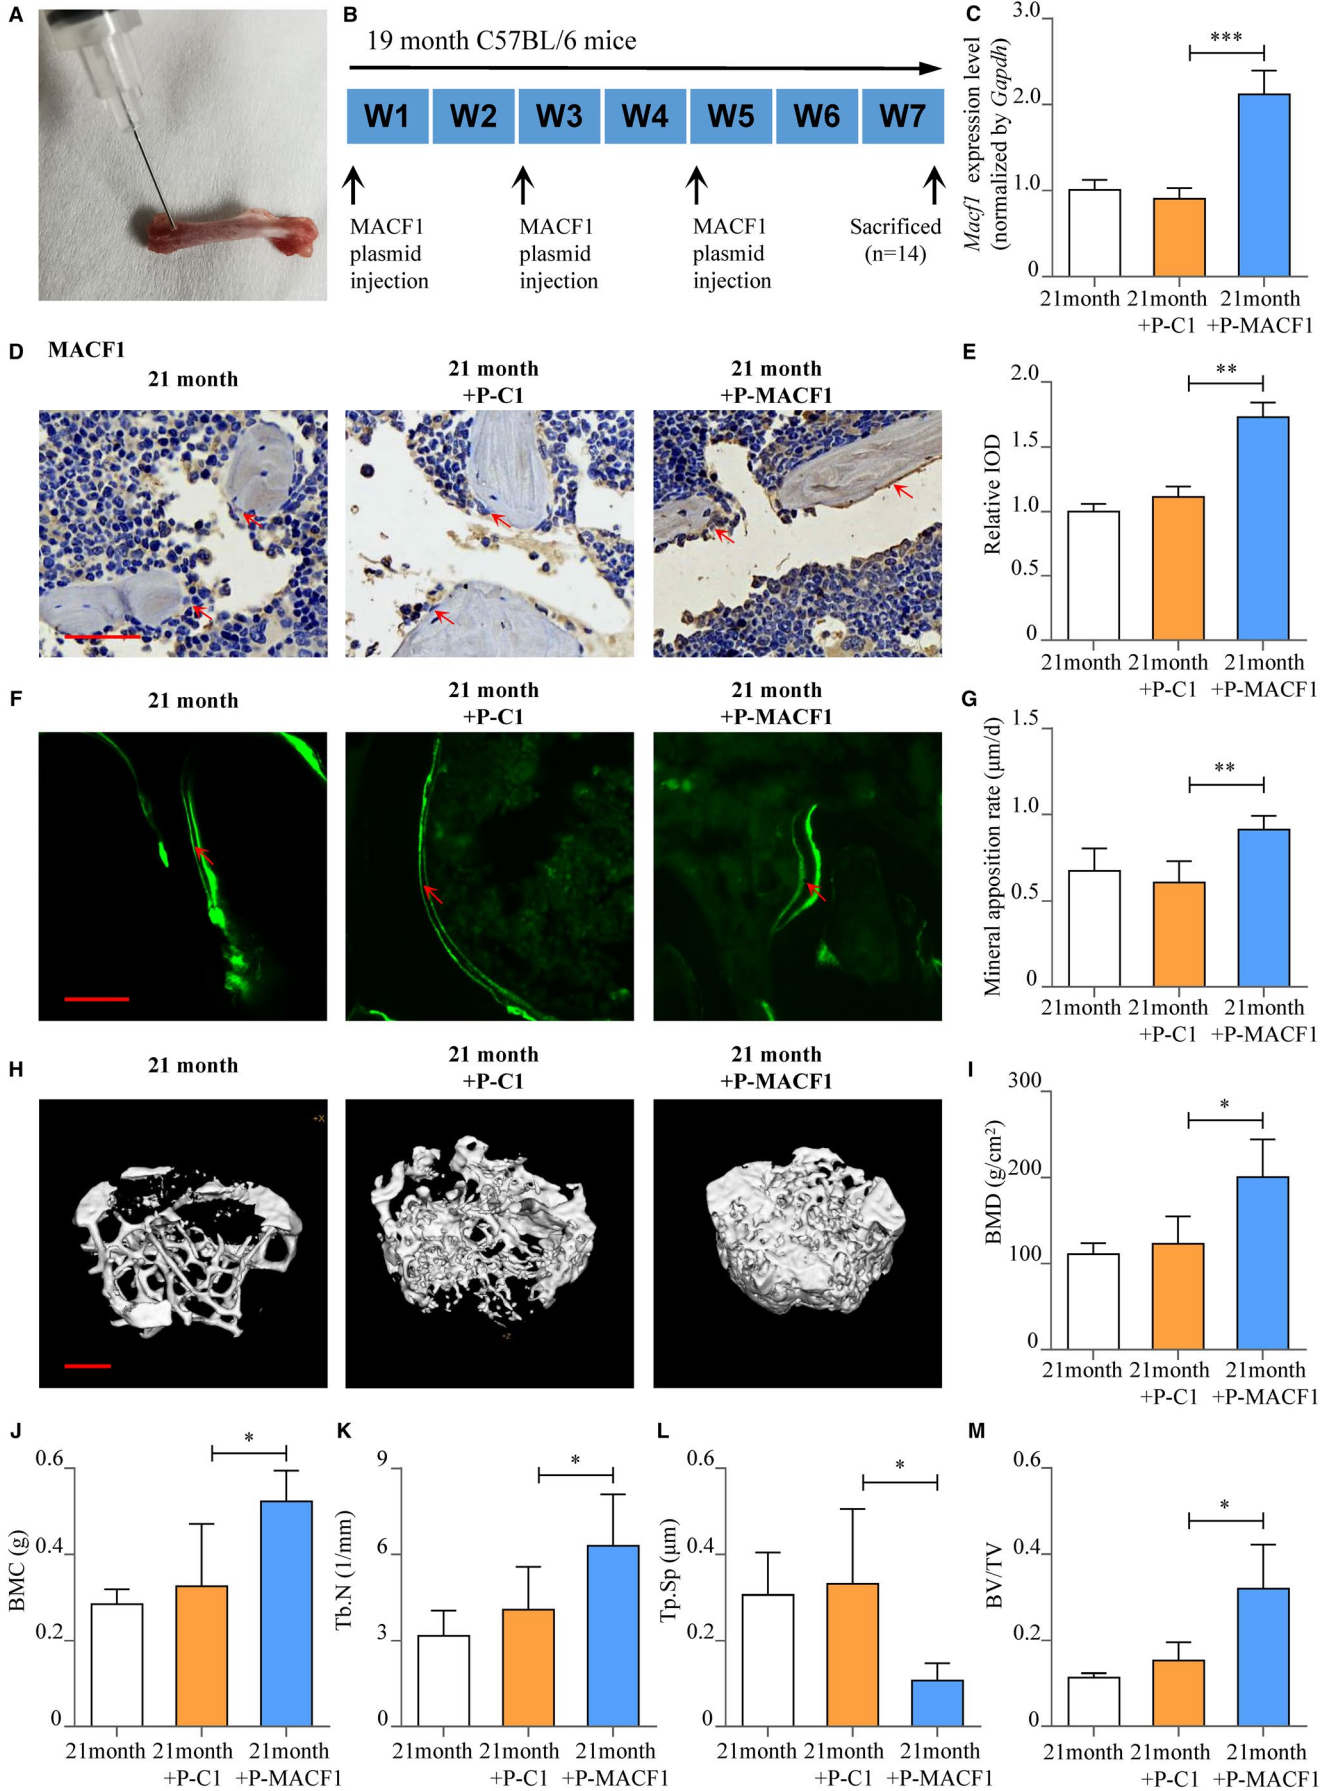 A
B
19 month C57BL/6 mice
W1 W2 W3 W4 W5 W6 W7
MACF1
plasmid
injection
MACF1
plasmid
injection
MACF1
plasmid
injection
Sacrificed
(n=14)
C
Macf1 expression level
(normalized by Gapdh)
3.0
2.0
1.0
0
***
21month
21month
+P-C1
21month
+P-MACF1
D
MACF1
21 month
21 month
+P-C1
21 month
+P-MACF1
E
Relative IOD
2.0
1.5
1.0
0.5
0
**
21month
21month
+P-C1
21month
+P-MACF1
F
21 month
21 month
+P-C1
21 month
+P-MACF1
G
Mineral apposition rate (μm/d)
1.5
1.0
0.5
0
**
21month
21month
+P-C1
21month
+P-MACF1
H
21 month
21 month
+P-C1
21 month
+P-MACF1
+X
+Z
I
BMD (g/cm²)
300
200
100
0
*
21month
21month
+P-C1
21month
+P-MACF1
J
BMC (g)
0.6
0.4
0.2
0
*
21month
21month
+P-C1
21month
+P-MACF1
K
Tb.N (1/mm)
9
6
3
0
*
21month
21month
+P-C1
21month
+P-MACF1
L
Tp.Sp (μm)
0.6
0.4
0.2
0
*
21month
21month
+P-C1
21month
+P-MACF1
M
BV/TV
0.6
0.4
0.2
0
*
21month
21month
+P-C1
21month
+P-MACF1